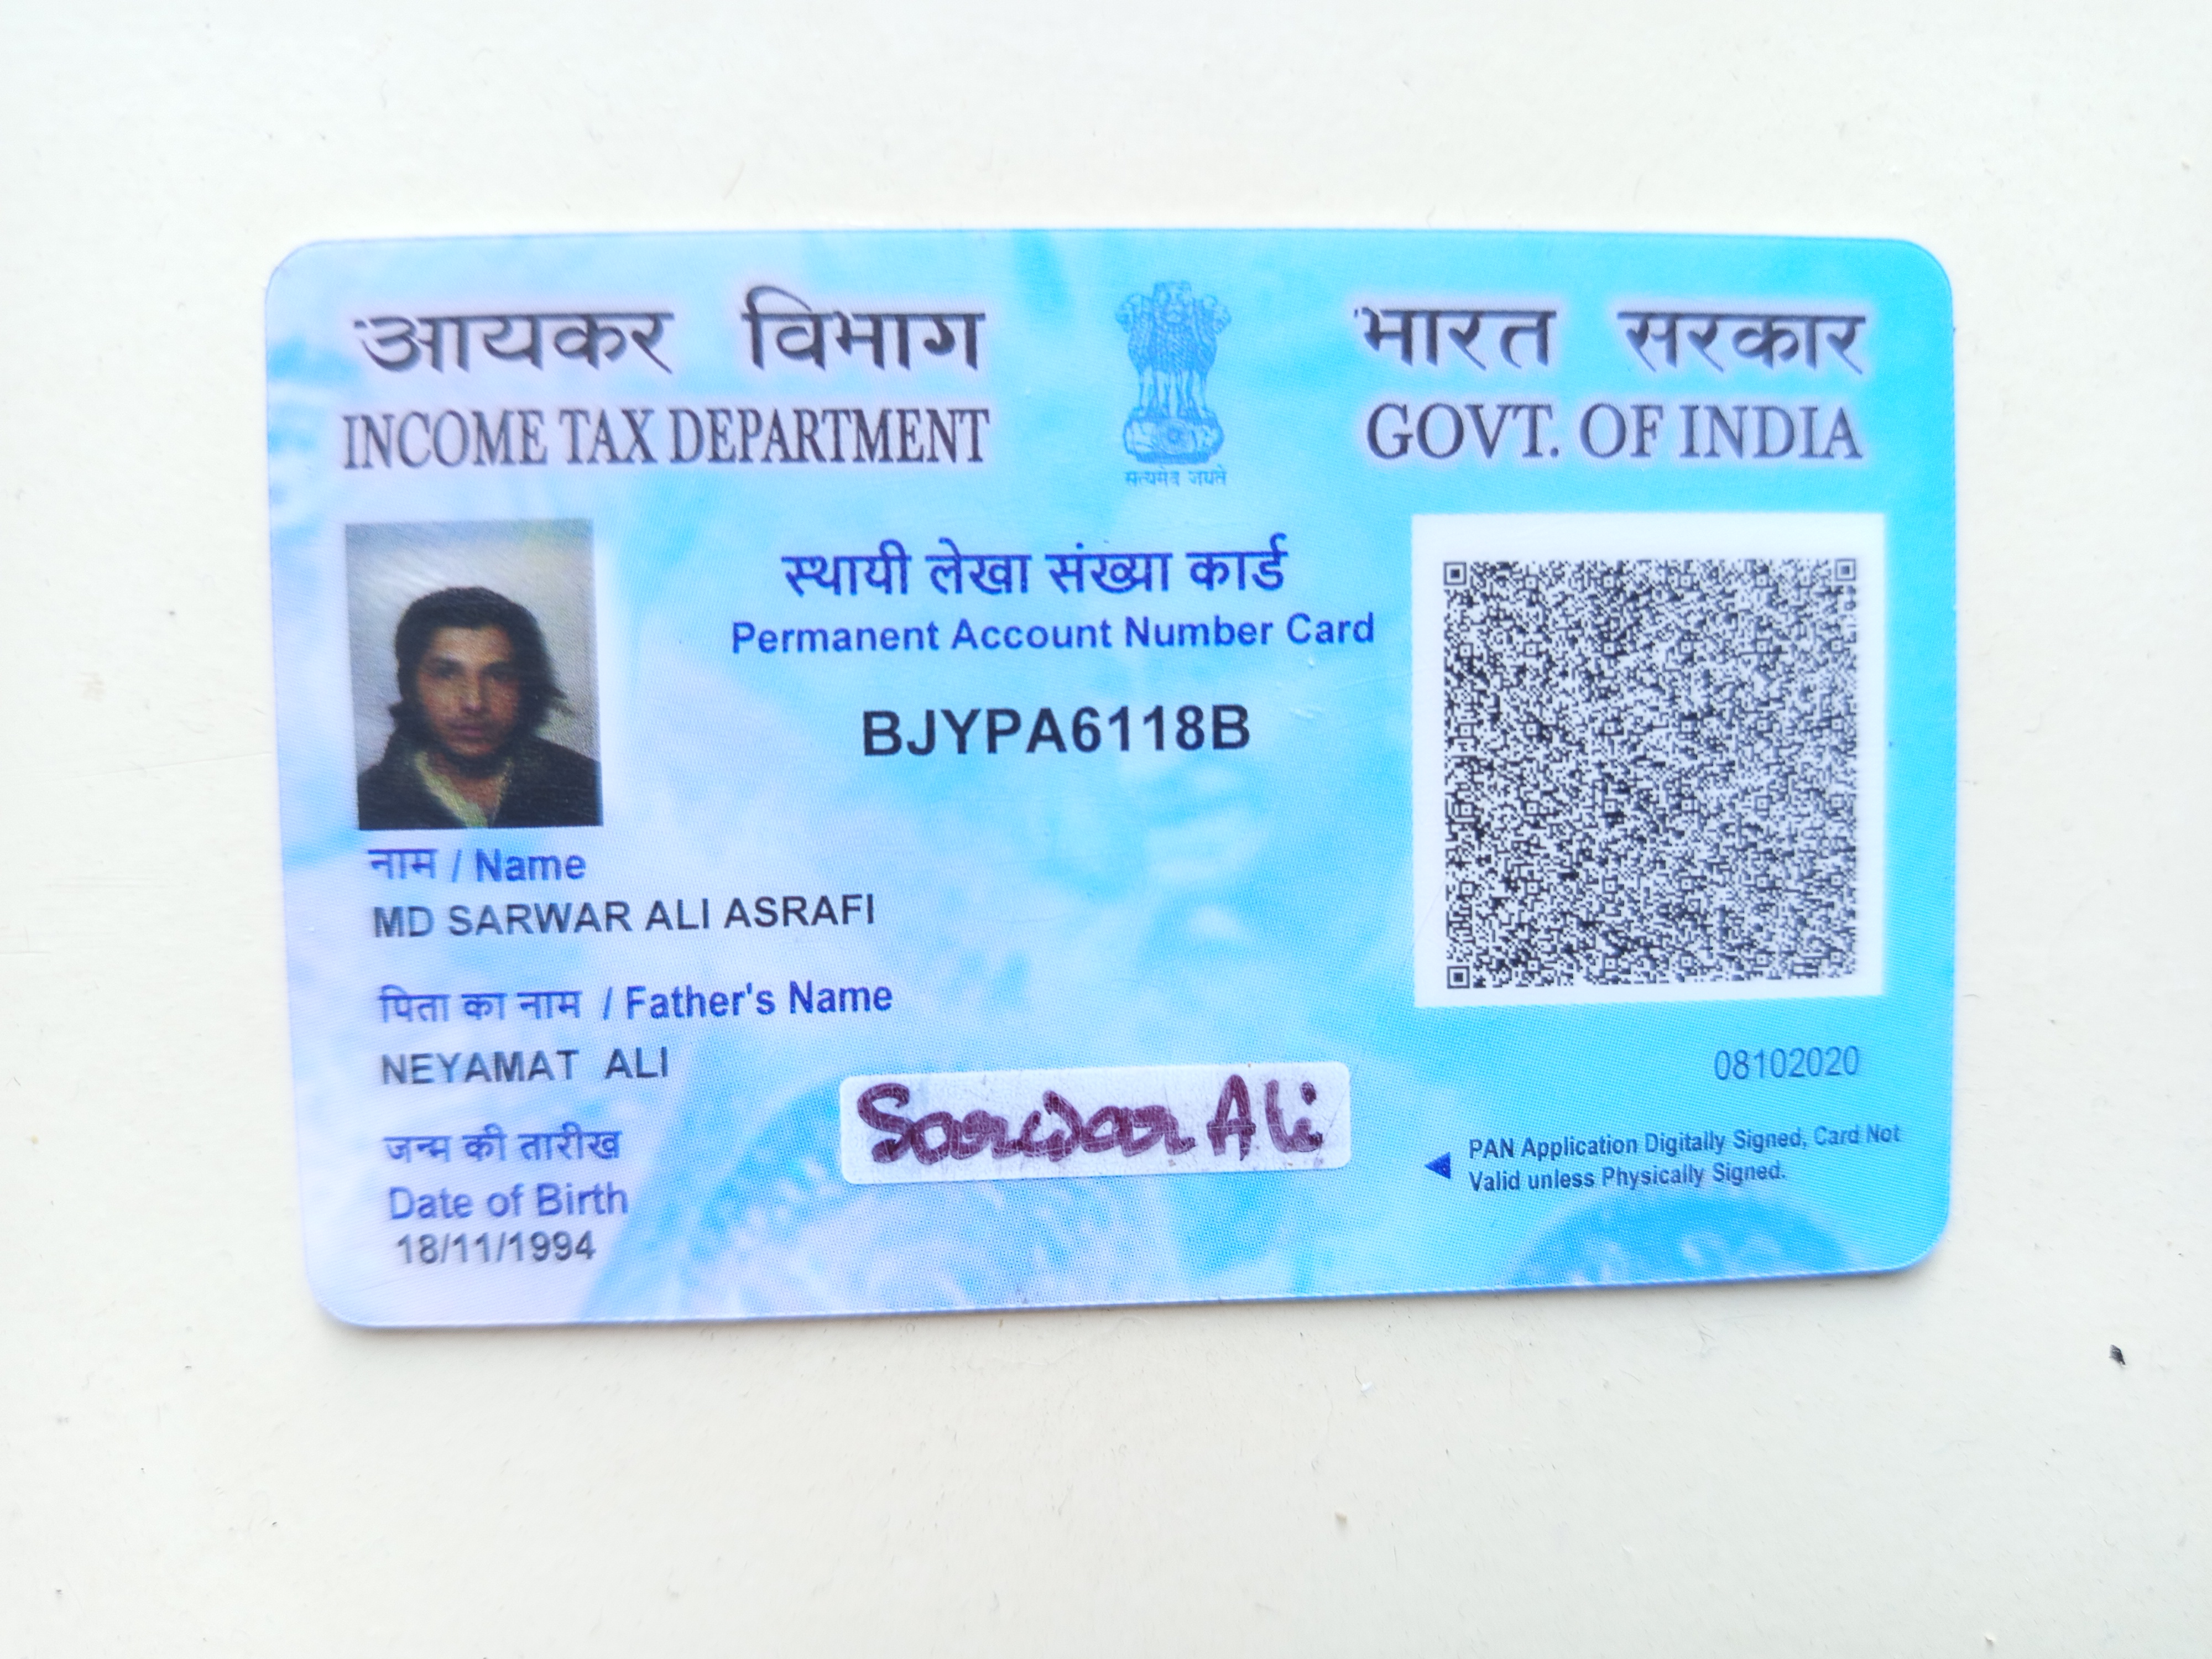 आयकर विभाग
INCOME TAX DEPARTMENT
सत्यमेव जयते
भारत सरकार
GOVT. OF INDIA
स्थायी लेखा संख्या कार्ड
Permanent Account Number Card
BJYPA6118B
नाम / Name
MD SARWAR ALI ASRAFI
पिता का नाम / Father's Name
NEYAMAT ALI
जन्म की तारीख
Date of Birth
18/11/1994
Sarwar Ali
08102020
PAN Application Digitally Signed, Card Not
Valid unless Physically Signed.